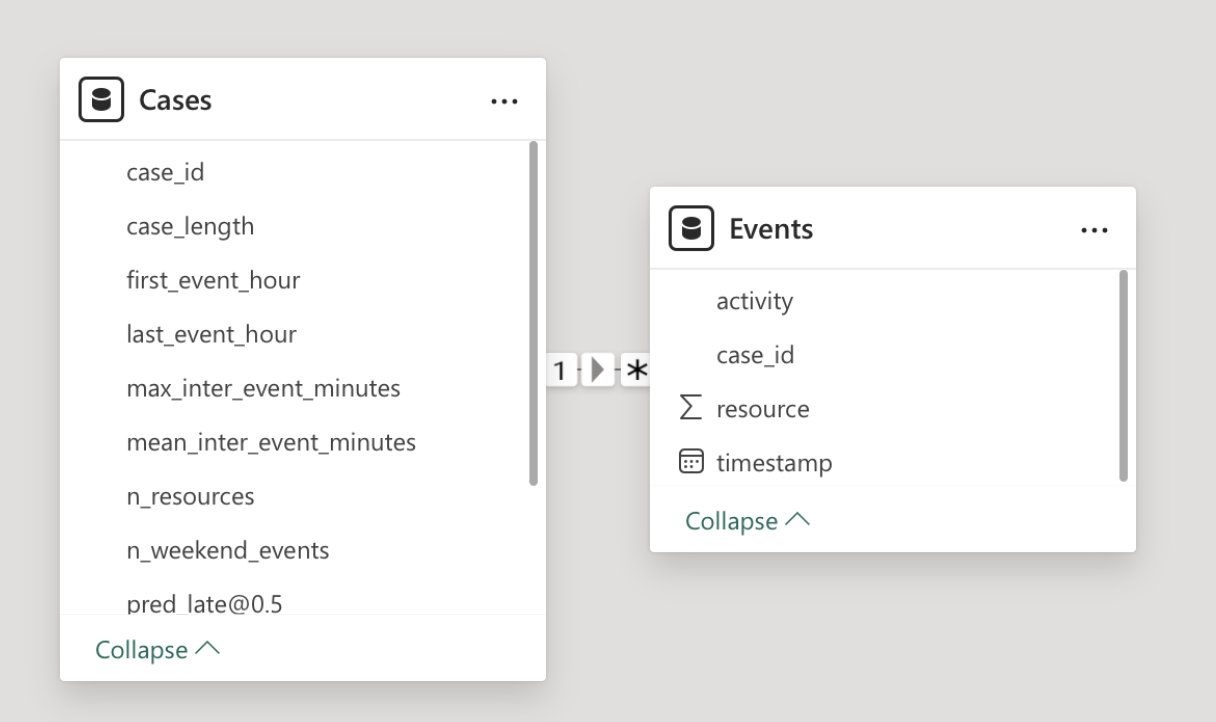 Cases
case_id
case_length
first_event_hour
last_event_hour
max_inter_event_minutes
mean_inter_event_minutes
n_resources
n_weekend_events
pred_late@0.5
Collapse
1
*
Events
activity
case_id
resource
timestamp
Collapse